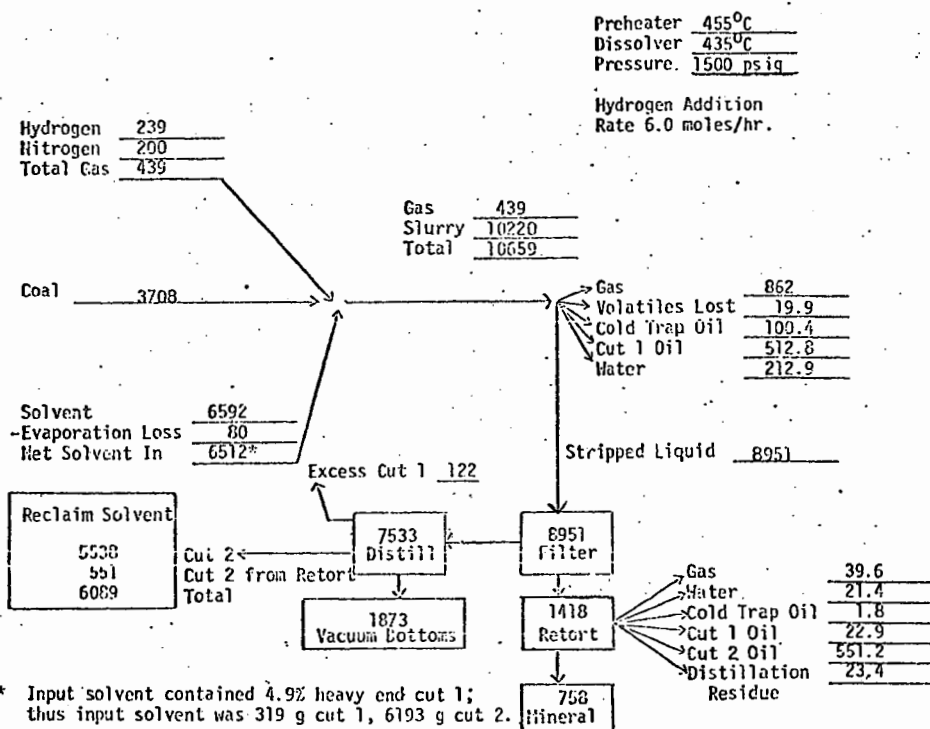 Preheater 455°C
Dissolver 435°C
Pressure. 1500 psig
Hydrogen Addition
Rate 6.0 moles/hr.
Hydrogen 239
Nitrogen 200
Total Gas 439
Gas 439
Slurry 10220
Total 10659
Coal 3708
Gas 862
Volatiles Lost 19.9
Cold Trap Oil 100.4
Cut 1 Oil 512.8
Water 212.9
Solvent 6592
-Evaporation Loss 80
Net Solvent In 6512*
Stripped Liquid 8951
Excess Cut 1 122
Reclaim Solvent
5538 Cut 2
551 Cut 2 from Retort
6089 Total
7533
Distill
8951
Filter
1873
Vacuum Bottoms
1418
Retort
Gas 39.6
Water 21.4
Cold Trap Oil 1.8
Cut 1 Oil 22.9
Cut 2 Oil 551.2
Distillation 23.4
Residue
758
Mineral
* Input solvent contained 4.9% heavy end cut 1;
thus input solvent was 319 g cut 1, 6193 g cut 2.